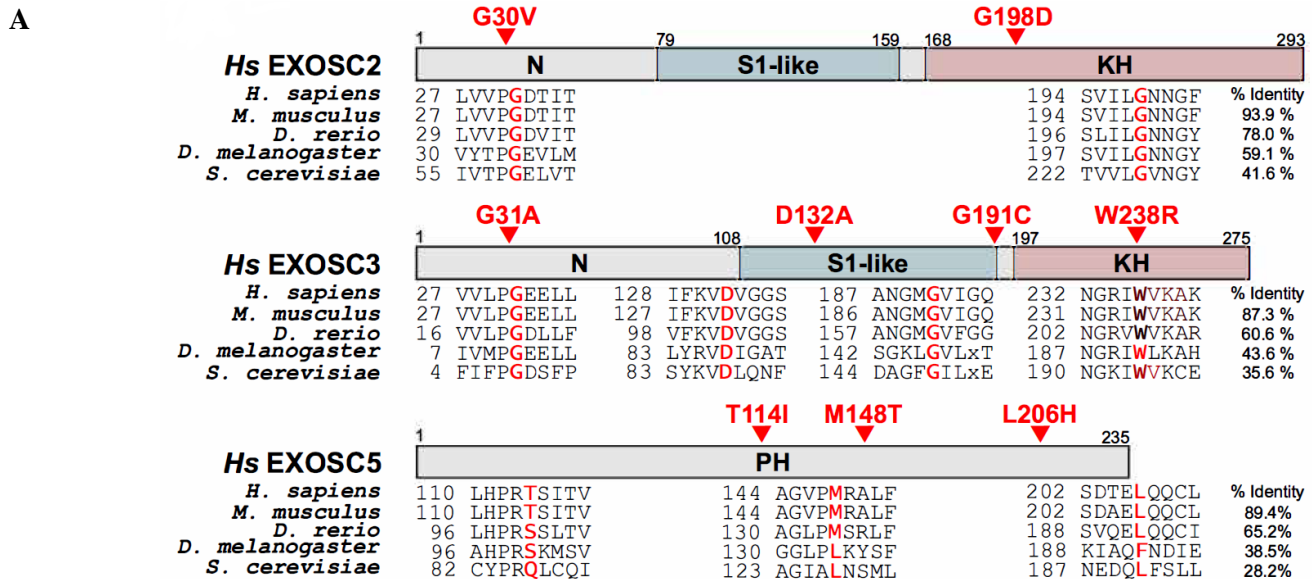 A
G30V G198D
1 79 159 168 293
Hs EXOSC2 N S1-like KH
H. sapiens 27 LVVPGDTIT 194 SVILGNNGF % Identity
M. musculus 27 LVVPGDTIT 194 SVILGNNGF 93.9 %
D. rerio 29 LVVPGDVIT 196 SLILGNNGY 78.0 %
D. melanogaster 30 VYTPGEVLM 197 SVILGNNGY 59.1 %
S. cerevisiae 55 IVTPGELVT 222 TVVLGVNGY 41.6 %
G31A D132A G191C W238R
1 108 197 275
Hs EXOSC3 N S1-like KH
H. sapiens 27 VVLPGEELL 128 IFKVDVGGS 187 ANGMGVIGQ 232 NGRIWVKAK % Identity
M. musculus 27 VVLPGEELL 127 IFKVDVGGS 186 ANGMGVIGQ 231 NGRIWVKAK 87.3 %
D. rerio 16 VVLPGDLLF 98 VFKVDVGGS 157 ANGMGVFGG 202 NGRVWVKAR 60.6 %
D. melanogaster 7 IVMPGEELL 83 LYRVDIGAT 142 SGKLGVLxT 187 NGRIWLKAH 43.6 %
S. cerevisiae 4 FIFPGDSFP 83 SYKVDLQNF 144 DAGFGILxE 190 NGKIWVKCE 35.6 %
T114I M148T L206H
1 235
Hs EXOSC5 PH
H. sapiens 110 LHPRTSITV 144 AGVPMRALF 202 SDTELQQCL % Identity
M. musculus 110 LHPRTSITV 144 AGVPMRALF 202 SDAELQQCL 89.4%
D. rerio 96 LHPRSSLTV 130 AGLPMSRLF 188 SVQELQQCI 65.2%
D. melanogaster 96 AHPRSKMSV 130 GGLPLKYSF 188 KIAQFNDIE 38.5%
S. cerevisiae 82 CYPRQLCQI 123 AGIALNSML 187 NEDQLFSLL 28.2%